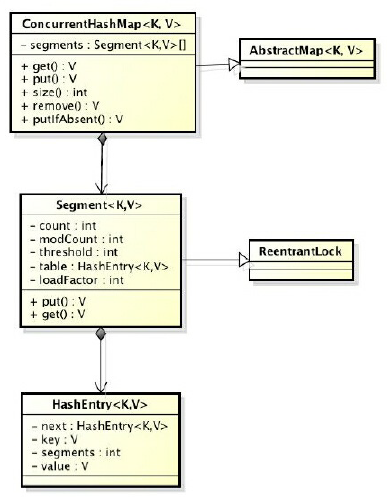 ConcurrentHashMap<K, V>
- segments : Segment<K,V>[]
+ get() : V
+ put() : V
+ size() : int
+ remove() : V
+ putIfAbsent() : V
AbstractMap<K, V>
Segment<K,V>
- count : int
- modCount : int
- threshold : int
- table : HashEntry<K,V>
- loadFactor : int
+ put() : V
+ get() : V
ReentrantLock
HashEntry<K,V>
- next : HashEntry<K,V>
- key : V
- segments : int
- value : V